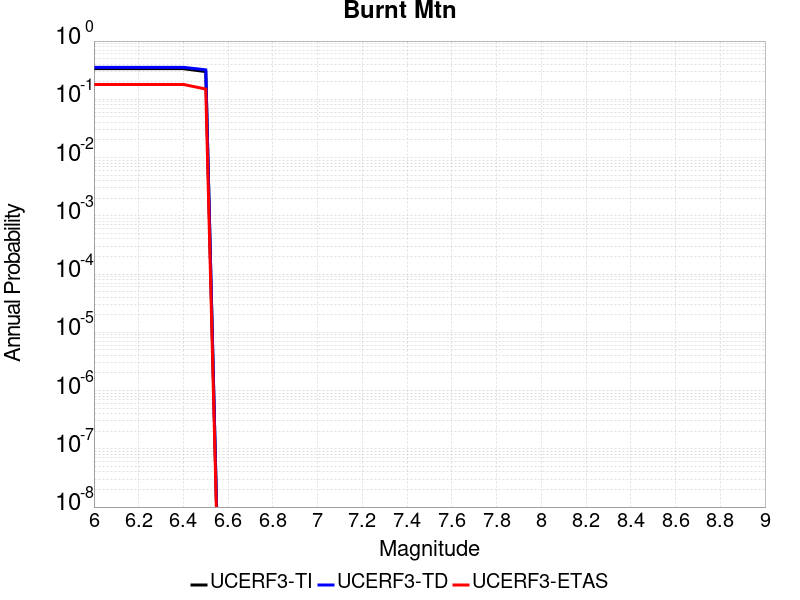 Burnt Mtn
Annual Probability
10^0
10^-1
10^-2
10^-3
10^-4
10^-5
10^-6
10^-7
10^-8
6 6.2 6.4 6.6 6.8 7 7.2 7.4 7.6 7.8 8 8.2 8.4 8.6 8.8 9
Magnitude
UCERF3-TI UCERF3-TD UCERF3-ETAS